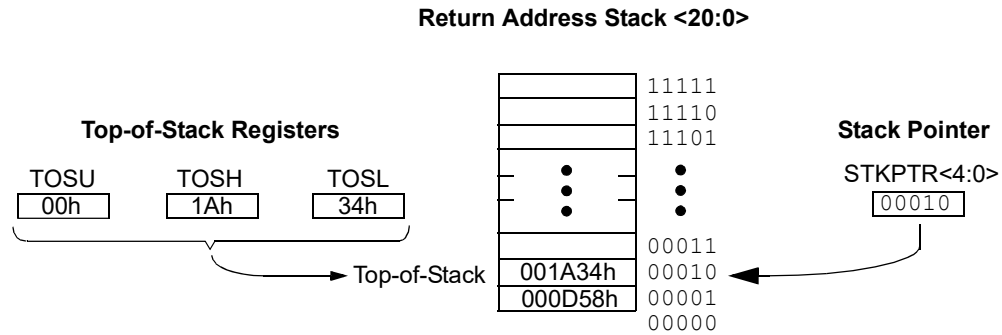 Return Address Stack <20:0>
11111
11110
11101
Top-of-Stack Registers
Stack Pointer
TOSU TOSH TOSL
STKPTR<4:0>
00h 1Ah 34h
00010
00011
Top-of-Stack 001A34h 00010
000D58h 00001
00000